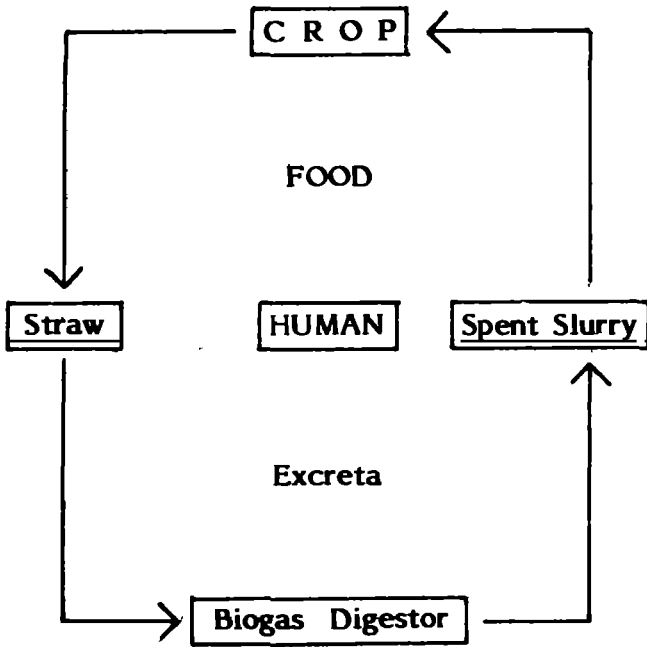 C R O P
FOOD
Straw HUMAN Spent Slurry
Excreta
Biogas Digestor